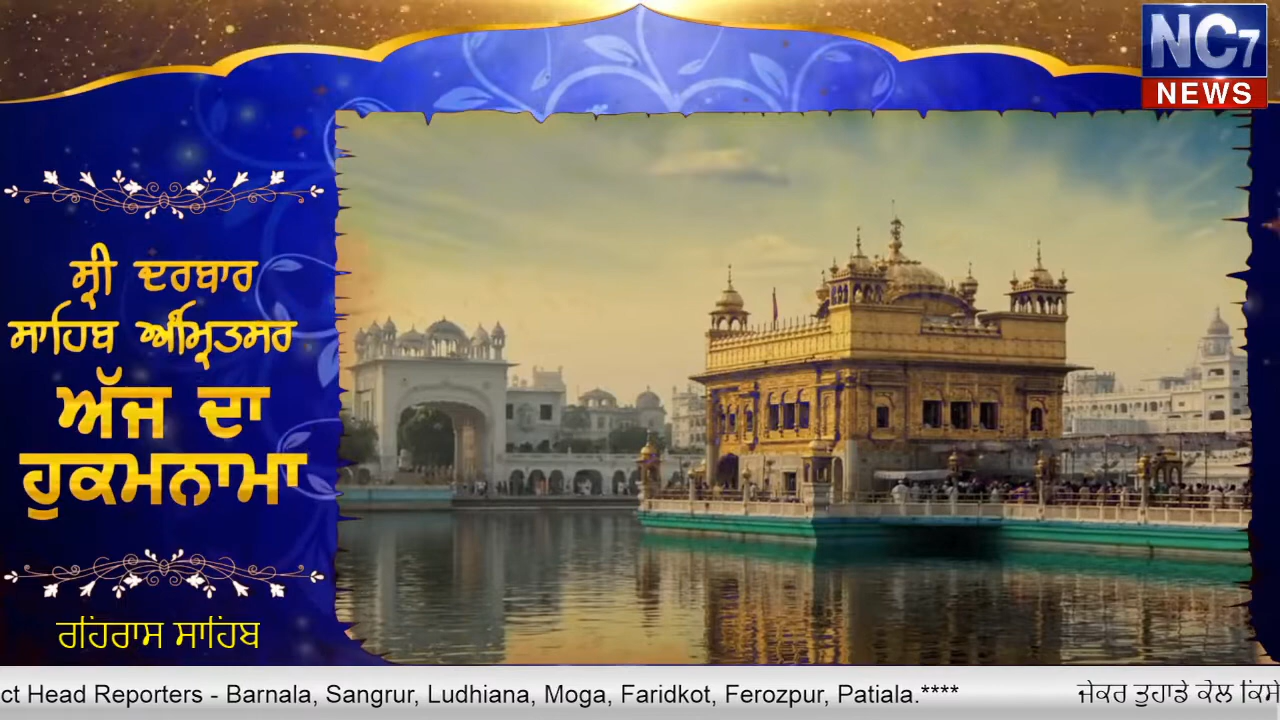 NC7
NEWS
ਸ੍ਰੀ ਦਰਬਾਰ
ਸਾਹਿਬ ਅੰਮ੍ਰਿਤਸਰ
ਅੱਜ ਦਾ
ਹੁਕਮਨਾਮਾ
ਰਹਿਰਾਸ ਸਾਹਿਬ
ct Head Reporters - Barnala, Sangrur, Ludhiana, Moga, Faridkot, Ferozpur, Patiala.**** ਜੇਕਰ ਤੁਹਾਡੇ ਕੋਲ ਕਿਸੇ